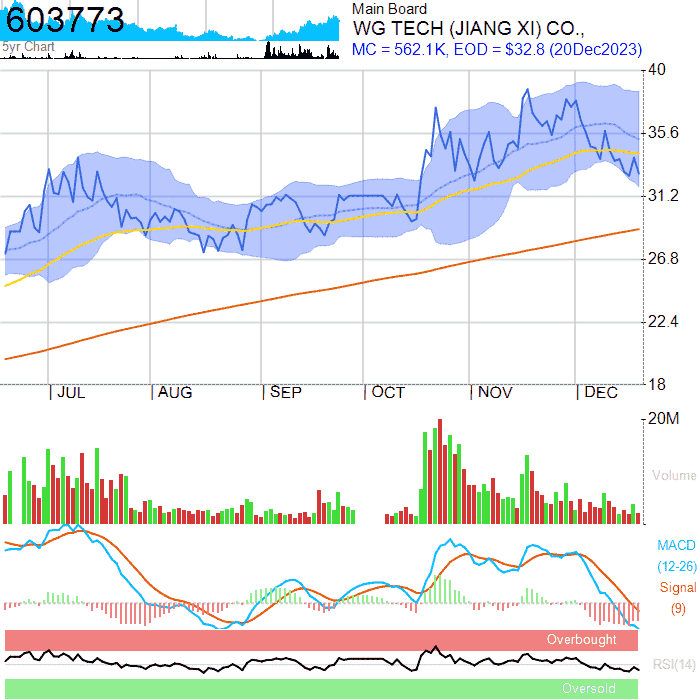 603773
5yr Chart
Main Board
WG TECH (JIANG XI) CO.,
MC = 562.1K, EOD = $32.8 (20Dec2023)
40
35.6
31.2
26.8
22.4
18
JUL AUG SEP OCT NOV DEC
20M
Volume
MACD
(12-26)
Signal
(9)
Overbought
RSI(14)
Oversold